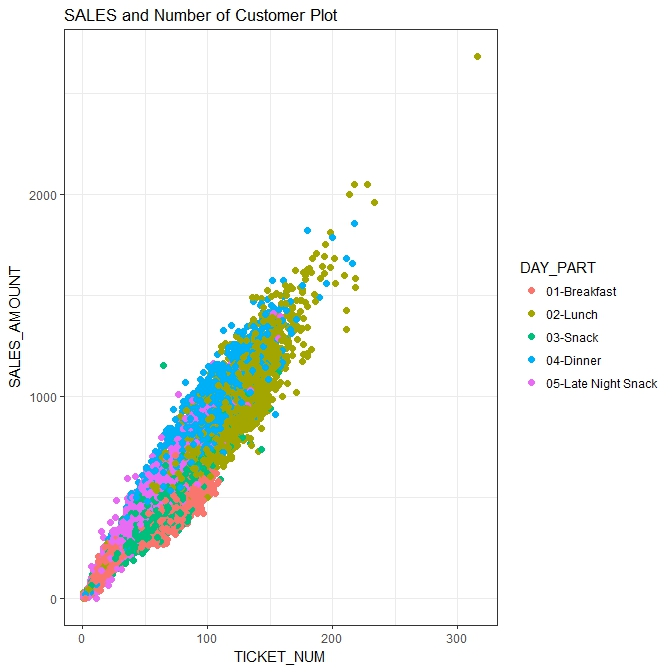 SALES and Number of Customer Plot
2000
1000
0
SALES_AMOUNT
0 100 200 300
TICKET_NUM
DAY_PART
01-Breakfast
02-Lunch
03-Snack
04-Dinner
05-Late Night Snack